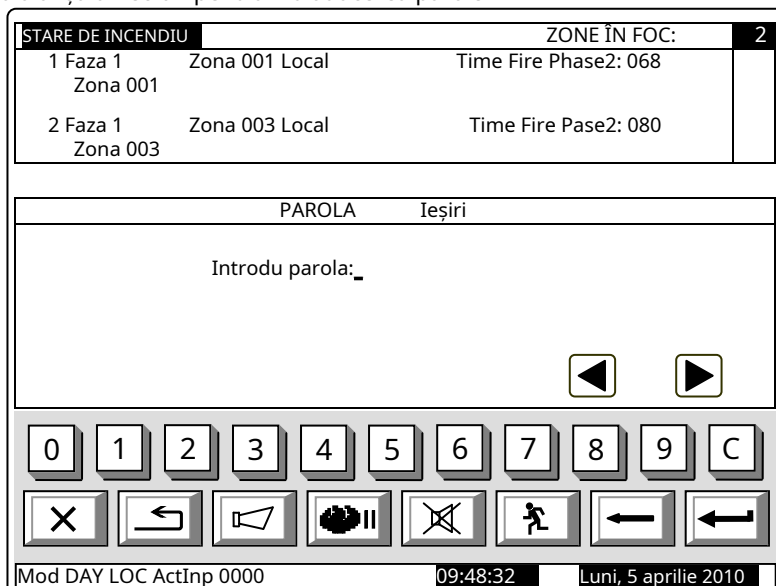 STARE DE INCENDIU ZONE ÎN FOC: 2
1 Faza 1 Zona 001 Local Time Fire Phase2: 068
Zona 001
2 Faza 1 Zona 003 Local Time Fire Pase2: 080
Zona 003
PAROLA Ieșiri
Introdu parola:_
0 1 2 3 4 5 6 7 8 9 C
Mod DAY LOC ActInp 0000 09:48:32 Luni, 5 aprilie 2010